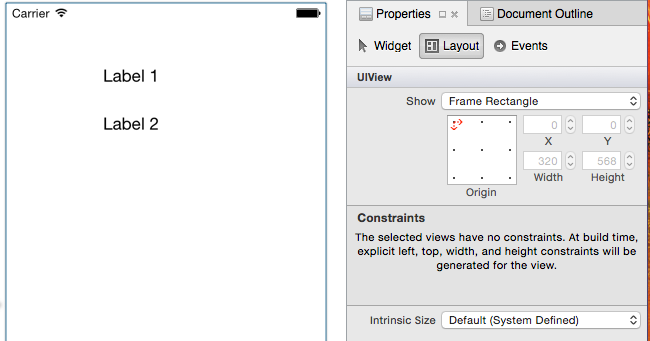 Carrier
Label 1
Label 2
Properties
Document Outline
Widget
Layout
Events
UIView
Show
Frame Rectangle
0
0
X
Y
320
568
Width
Height
Origin
Constraints
The selected views have no constraints. At build time,
explicit left, top, width, and height constraints will be
generated for the view.
Intrinsic Size
Default (System Defined)